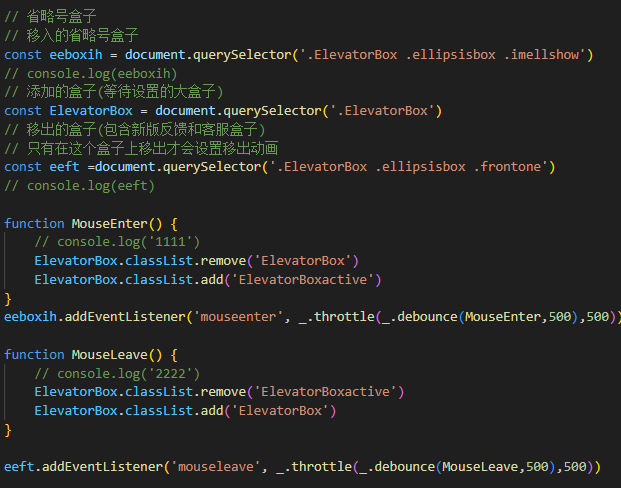 // 省略号盒子
// 移入的省略号盒子
const eeboxih = document.querySelector('.ElevatorBox .ellipsisbox .imellshow')
// console.log(eeboxih)
// 添加的盒子(等待设置的大盒子)
const ElevatorBox = document.querySelector('.ElevatorBox')
// 移出的盒子(包含新版反馈和客服盒子)
// 只有在这个盒子上移出才会设置移出动画
const eeft =document.querySelector('.ElevatorBox .ellipsisbox .frontone')
// console.log(eeft)
function MouseEnter() {
// console.log('1111')
ElevatorBox.classList.remove('ElevatorBox')
ElevatorBox.classList.add('ElevatorBoxactive')
}
eeboxih.addEventListener('mouseenter', _.throttle(_.debounce(MouseEnter,500),500))
function MouseLeave() {
// console.log('2222')
ElevatorBox.classList.remove('ElevatorBoxactive')
ElevatorBox.classList.add('ElevatorBox')
}
eeft.addEventListener('mouseleave', _.throttle(_.debounce(MouseLeave,500),500))